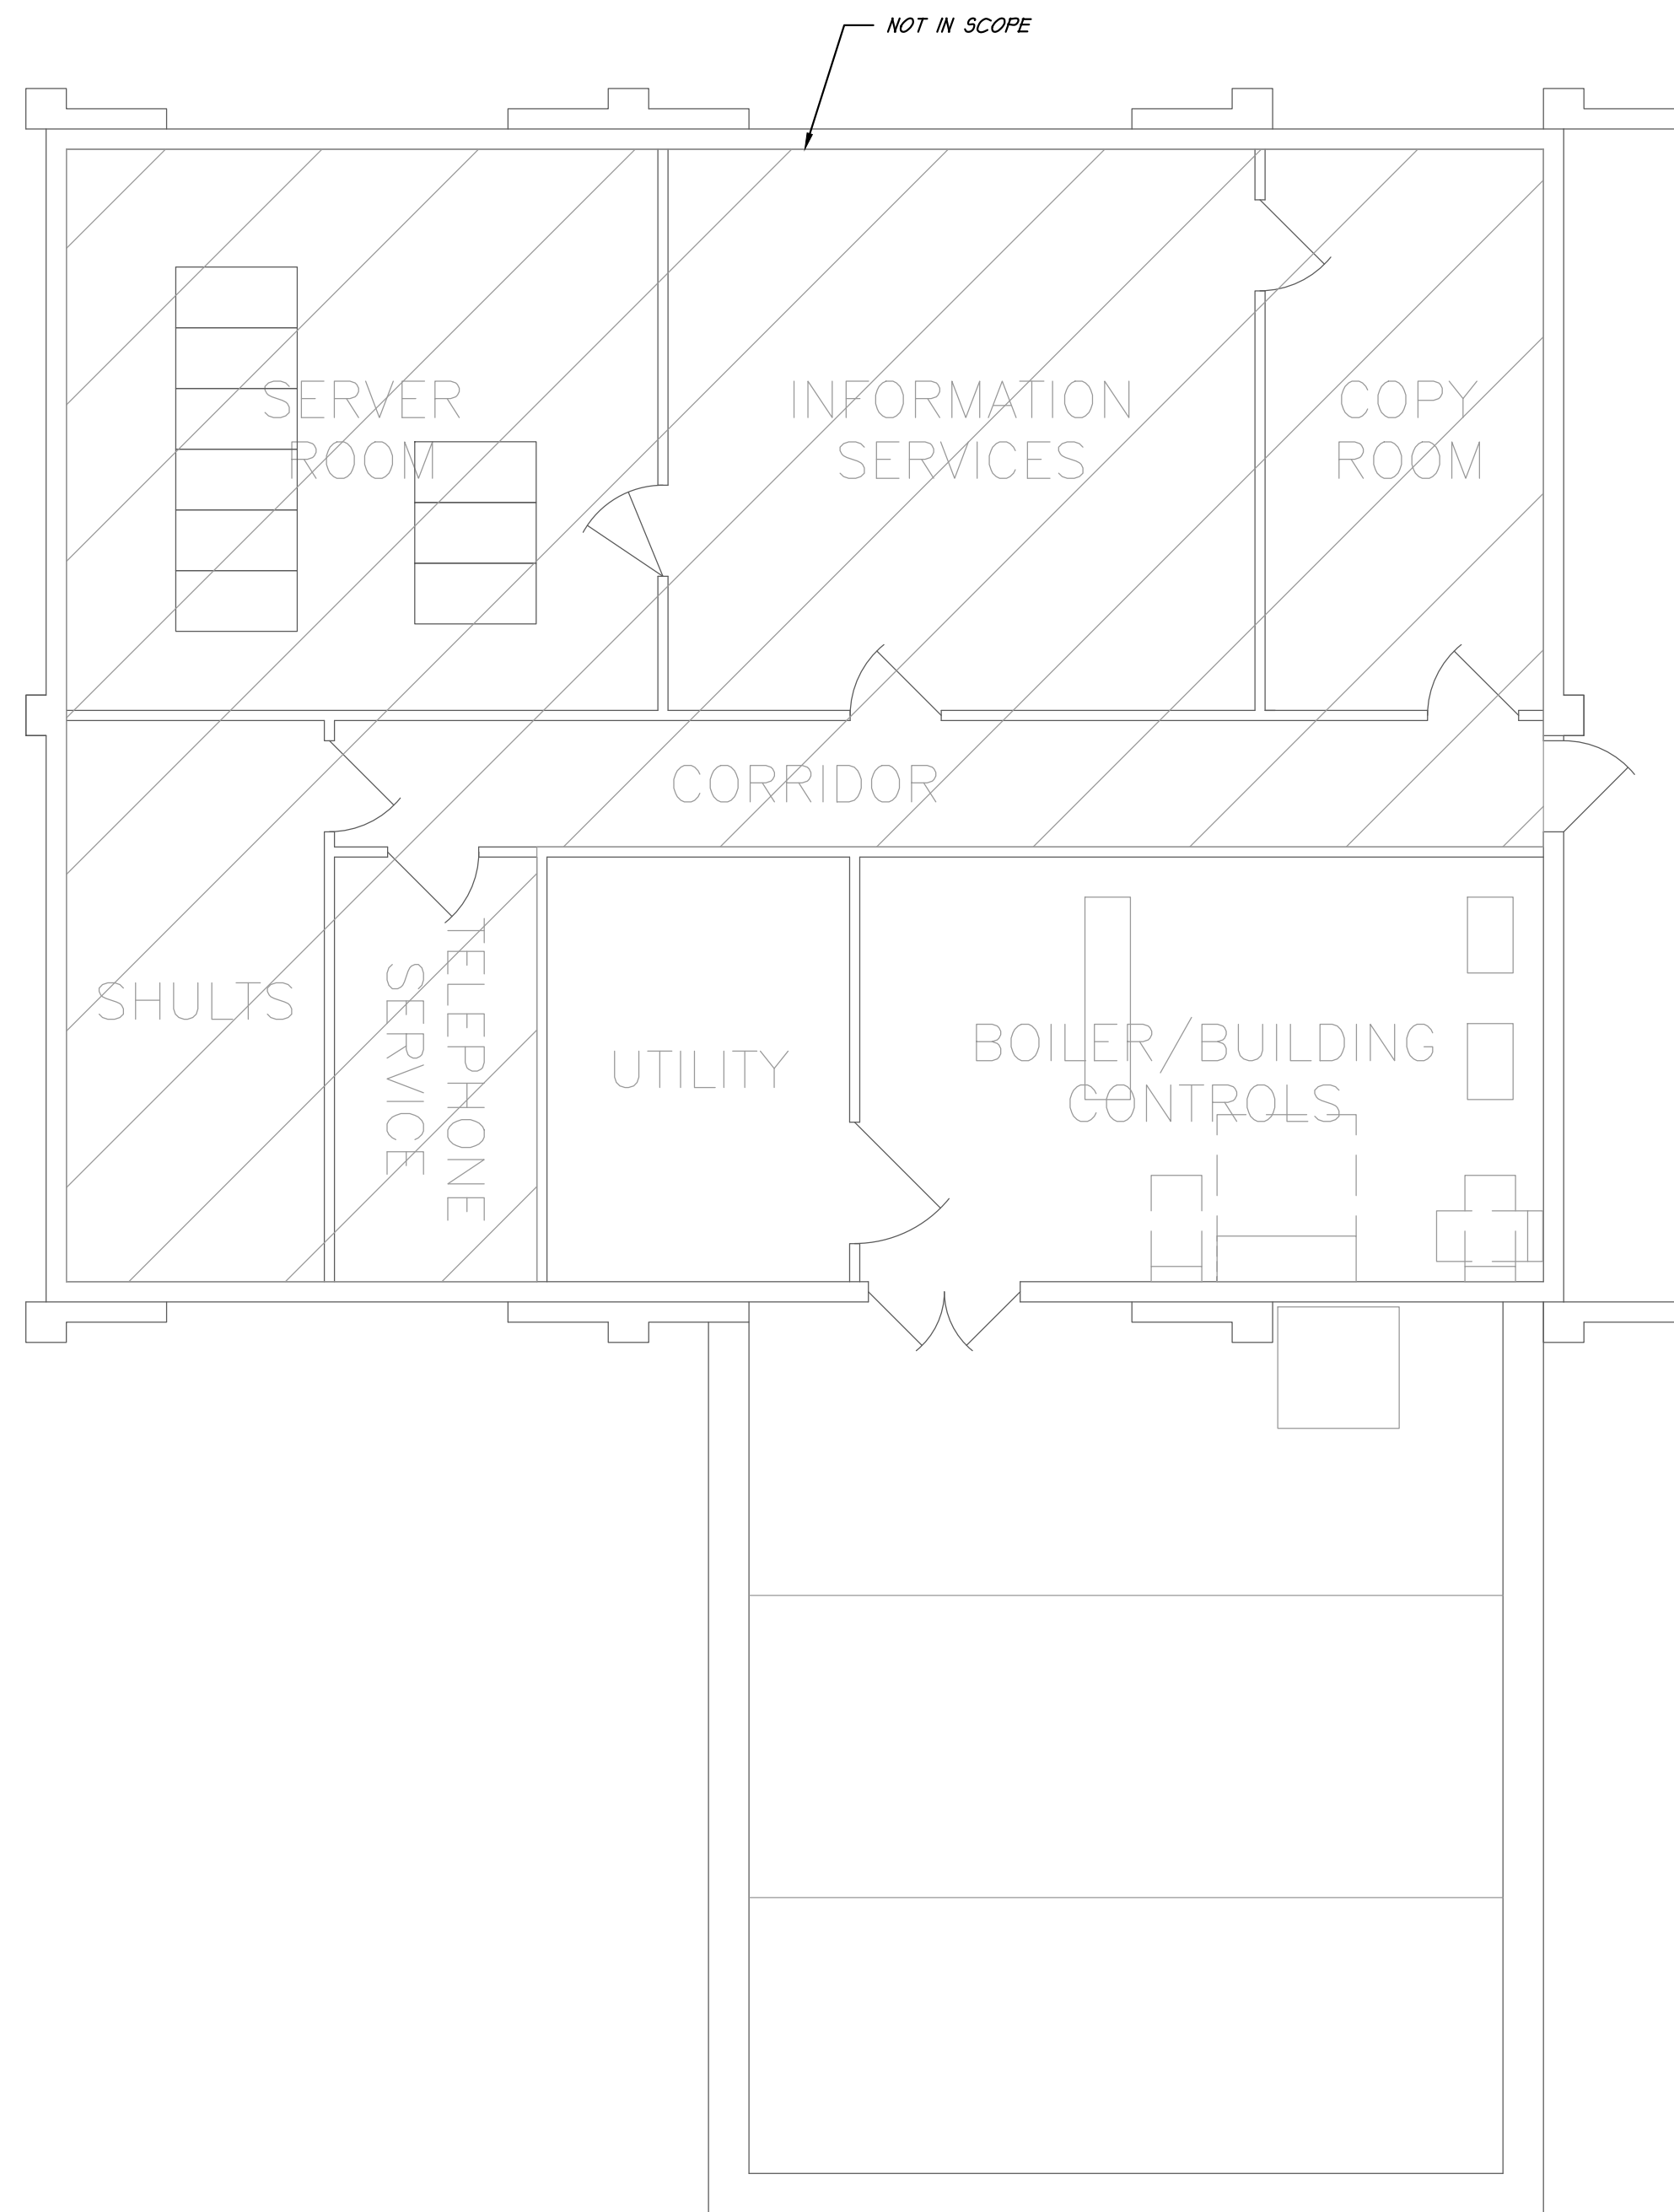 NOT IN SCOPE
SERVER
ROOM
INFORMATION
SERVICES
COPY
ROOM
CORRIDOR
SHULTS
TELEPHONE
SERVICE
UTILITY
BOILER/BUILDING
CONTROLS